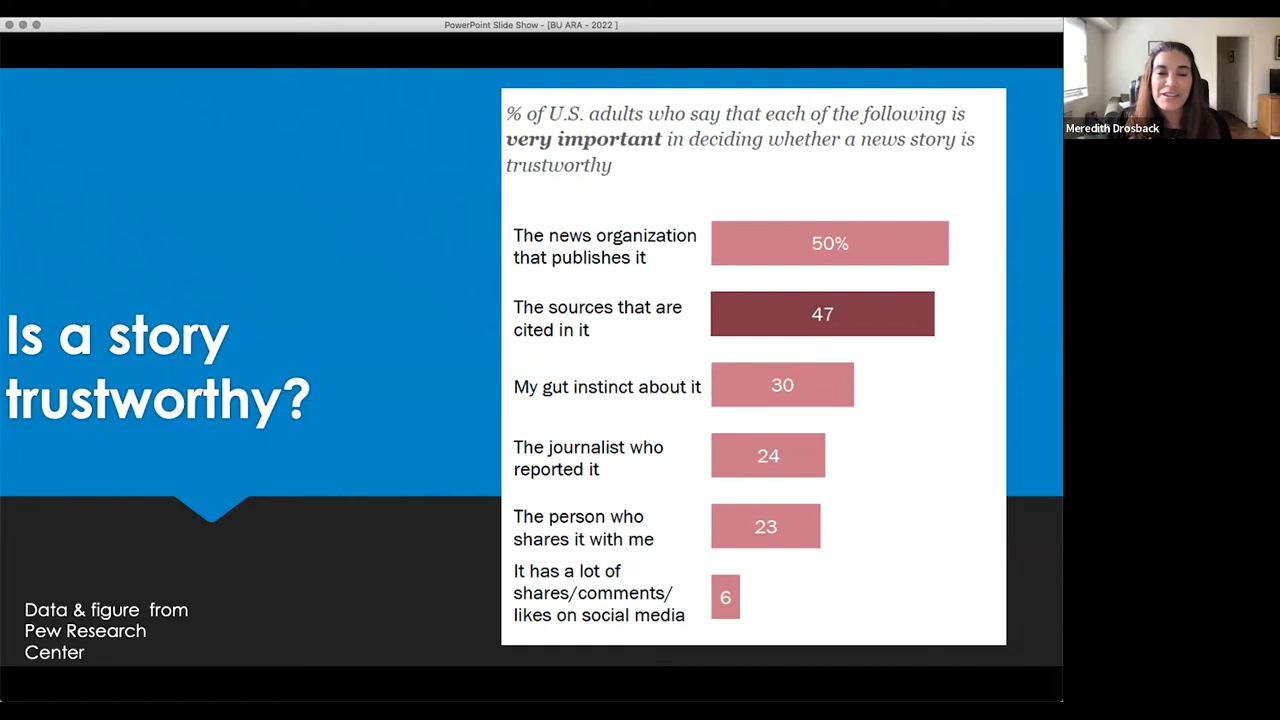 PowerPoint Slide Show - [BU ARA - 2022 ]
Meredith Drosback
% of U.S. adults who say that each of the following is
very important in deciding whether a news story is
trustworthy
The news organization
that publishes it
50%
The sources that are
cited in it
47
My gut instinct about it
30
The journalist who
reported it
24
The person who
shares it with me
23
It has a lot of
shares/comments/
likes on social media
6
Is a story
trustworthy?
Data & figure from
Pew Research
Center